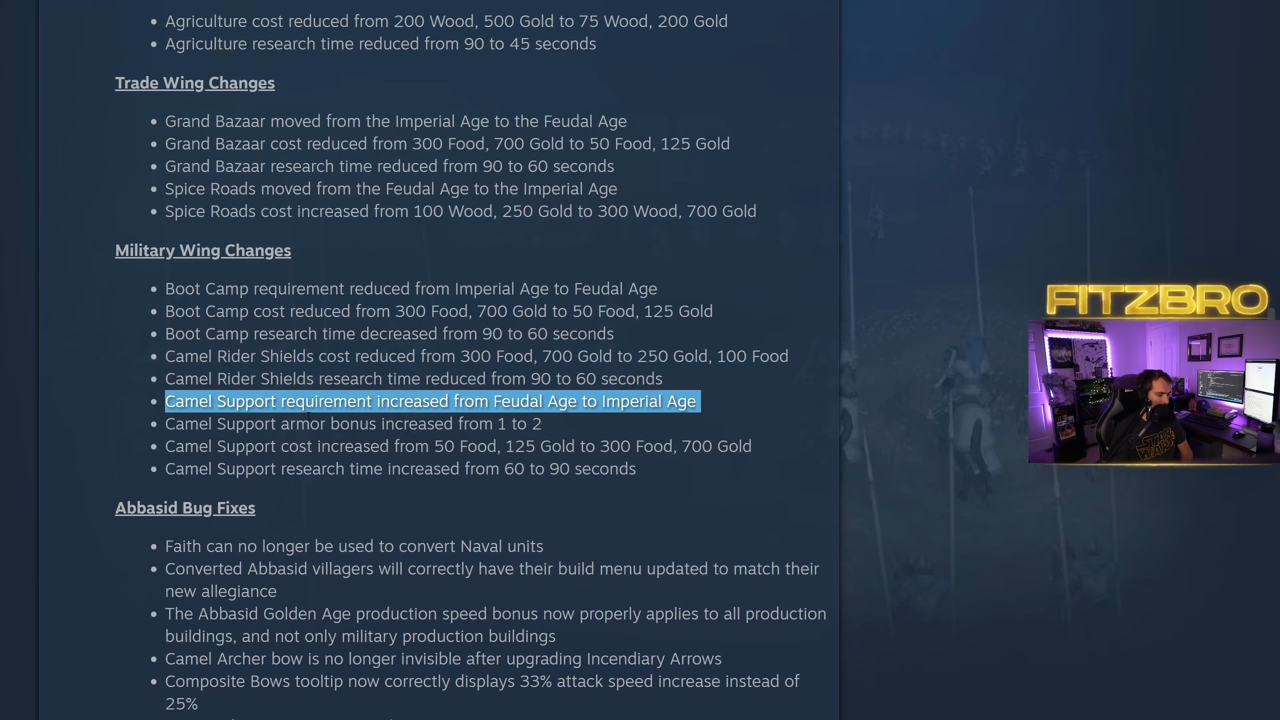 Agriculture cost reduced from 200 Wood, 500 Gold to 75 Wood, 200 Gold
Agriculture research time reduced from 90 to 45 seconds
Trade Wing Changes
Grand Bazaar moved from the Imperial Age to the Feudal Age
Grand Bazaar cost reduced from 300 Food, 700 Gold to 50 Food, 125 Gold
Grand Bazaar research time reduced from 90 to 60 seconds
Spice Roads moved from the Feudal Age to the Imperial Age
Spice Roads cost increased from 100 Wood, 250 Gold to 300 Wood, 700 Gold
Military Wing Changes
Boot Camp requirement reduced from Imperial Age to Feudal Age
Boot Camp cost reduced from 300 Food, 700 Gold to 50 Food, 125 Gold
Boot Camp research time decreased from 90 to 60 seconds
Camel Rider Shields cost reduced from 300 Food, 700 Gold to 250 Gold, 100 Food
Camel Rider Shields research time reduced from 90 to 60 seconds
Camel Support requirement increased from Feudal Age to Imperial Age
Camel Support armor bonus increased from 1 to 2
Camel Support cost increased from 50 Food, 125 Gold to 300 Food, 700 Gold
Camel Support research time increased from 60 to 90 seconds
Abbasid Bug Fixes
Faith can no longer be used to convert Naval units
Converted Abbasid villagers will correctly have their build menu updated to match their
new allegiance
The Abbasid Golden Age production speed bonus now properly applies to all production
buildings, and not only military production buildings
Camel Archer bow is no longer invisible after upgrading Incendiary Arrows
Composite Bows tooltip now correctly displays 33% attack speed increase instead of
25%
FITZBRO
STAR WARS